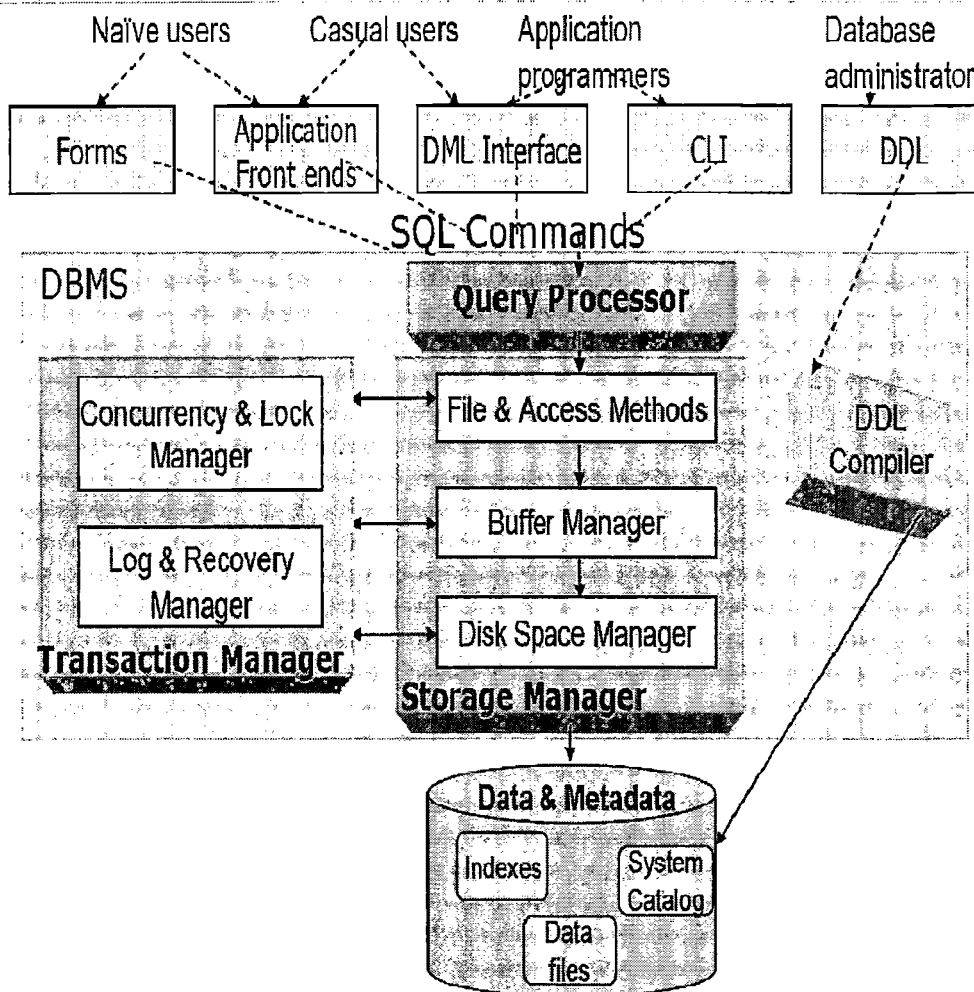 Naïve users
Casual users
Application
programmers
Database
administrator
Forms
Application
Front ends
DML Interface
CLI
DDL
SQL Commands
DBMS
Query Processor
Concurrency & Lock
Manager
File & Access Methods
DDL
Compiler
Buffer Manager
Log & Recovery
Manager
Disk Space Manager
Transaction Manager
Storage Manager
Data & Metadata
Indexes
System
Catalog
Data
files